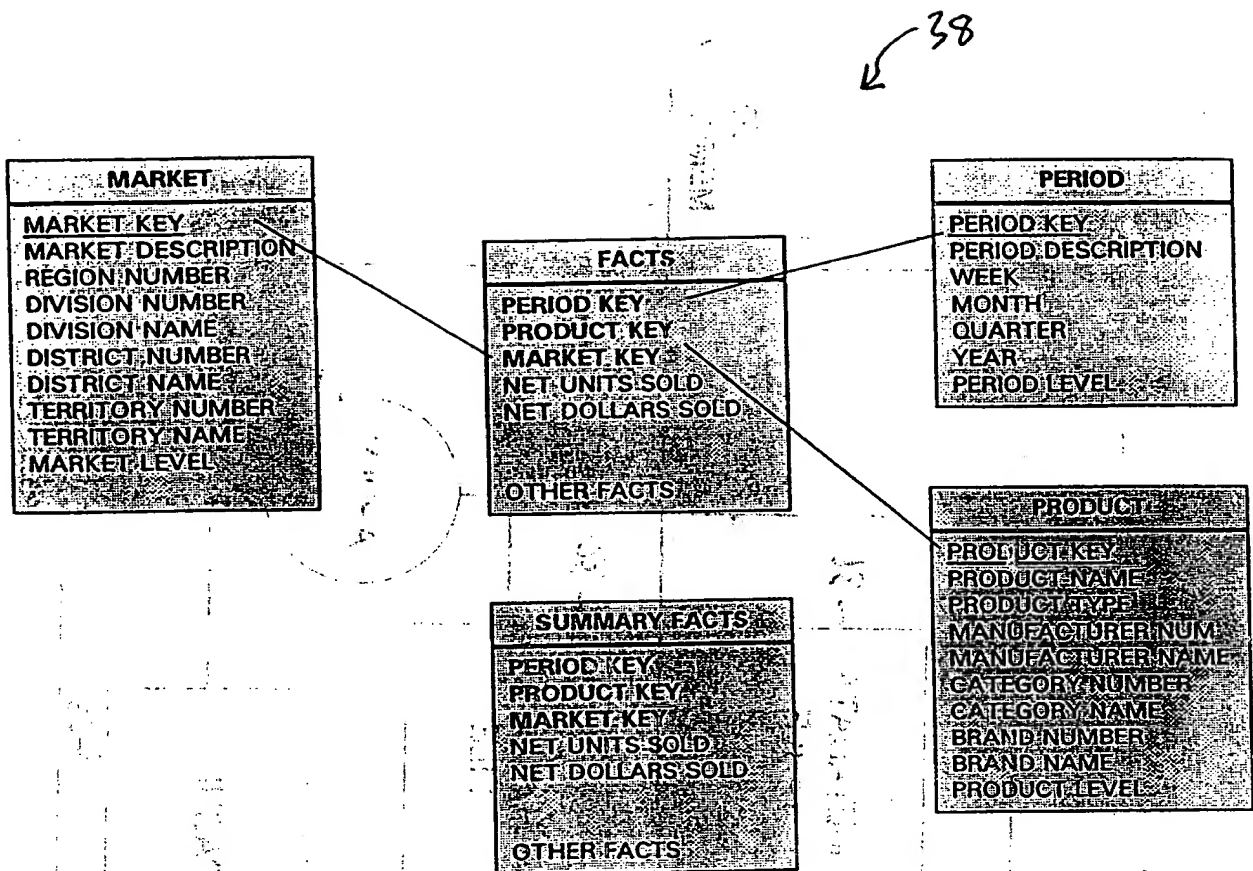 38
MARKET
MARKET KEY
MARKET DESCRIPTION
REGION NUMBER
DIVISION NUMBER
DIVISION NAME
DISTRICT NUMBER
DISTRICT NAME
TERRITORY NUMBER
TERRITORY NAME
MARKET LEVEL
FACTS
PERIOD KEY
PRODUCT KEY
MARKET KEY
NET UNITS SOLD
NET DOLLARS SOLD
OTHER FACTS
PERIOD
PERIOD KEY
PERIOD DESCRIPTION
WEEK
MONTH
QUARTER
YEAR
PERIOD LEVEL
SUMMARY FACTS
PERIOD KEY
PRODUCT KEY
MARKET KEY
NET UNITS SOLD
NET DOLLARS SOLD
OTHER FACTS
PRODUCT
PRODUCT KEY
PRODUCT NAME
PRODUCT TYPE
MANUFACTURER NUM
MANUFACTURER NAME
CATEGORY NUMBER
CATEGORY NAME
BRAND NUMBER
BRAND NAME
PRODUCT LEVEL